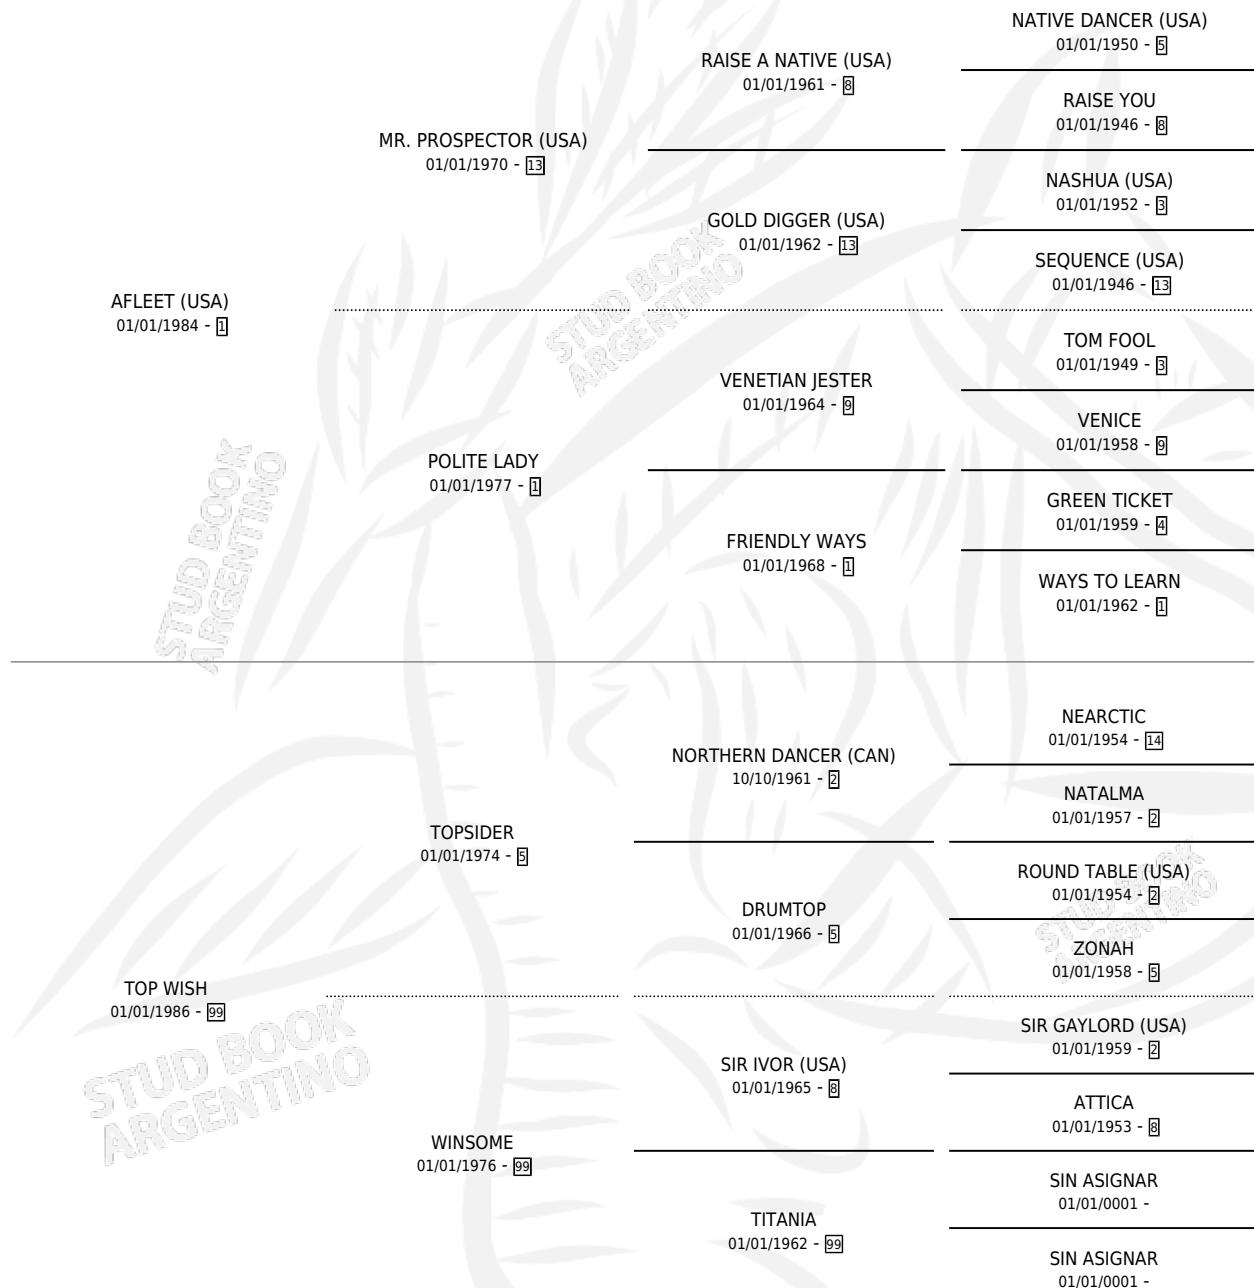 NATIVE DANCER (USA)
01/01/1950 - 5
RAISE A NATIVE (USA)
01/01/1961 - 8
RAISE YOU
01/01/1946 - 8
MR. PROSPECTOR (USA)
01/01/1970 - 13
NASHUA (USA)
01/01/1952 - 3
GOLD DIGGER (USA)
01/01/1962 - 13
SEQUENCE (USA)
01/01/1946 - 13
AFLEET (USA)
01/01/1984 - 1
TOM FOOL
01/01/1949 - 3
VENETIAN JESTER
01/01/1964 - 9
VENICE
01/01/1958 - 9
POLITE LADY
01/01/1977 - 1
GREEN TICKET
01/01/1959 - 4
FRIENDLY WAYS
01/01/1968 - 1
WAYS TO LEARN
01/01/1962 - 1
NEARCTIC
01/01/1954 - 14
NORTHERN DANCER (CAN)
10/10/1961 - 2
NATALMA
01/01/1957 - 2
TOPSIDER
01/01/1974 - 5
ROUND TABLE (USA)
01/01/1954 - 2
DRUMTOP
01/01/1966 - 5
ZONAH
01/01/1958 - 5
TOP WISH
01/01/1986 - 99
SIR GAYLORD (USA)
01/01/1959 - 2
SIR IVOR (USA)
01/01/1965 - 8
ATTICA
01/01/1953 - 8
WINSOME
01/01/1976 - 99
SIN ASIGNAR
01/01/0001 -
TITANIA
01/01/1962 - 99
SIN ASIGNAR
01/01/0001 -
STUD BOOK
ARGENTINO
STUD BOOK
ARGENTINO
STUD BOOK
ARGENTINO
STUD BOOK
ARGENTINO